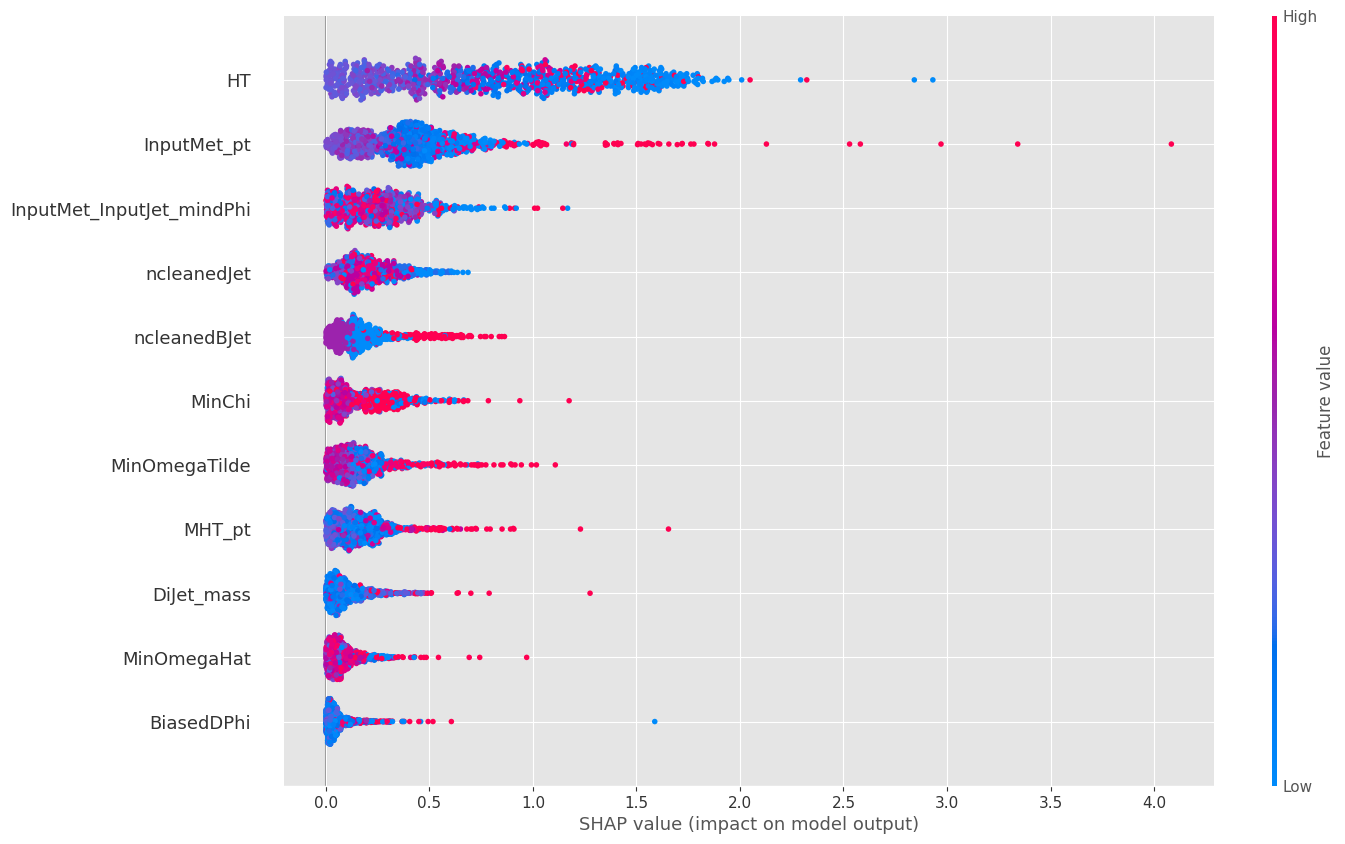 High
HT
InputMet_pt
InputMet_InputJet_mindPhi
ncleanedJet
ncleanedBJet
MinChi
MinOmegaTilde
MHT_pt
DiJet_mass
MinOmegaHat
BiasedDPhi
Feature value
Low
0.0 0.5 1.0 1.5 2.0 2.5 3.0 3.5 4.0
SHAP value (impact on model output)